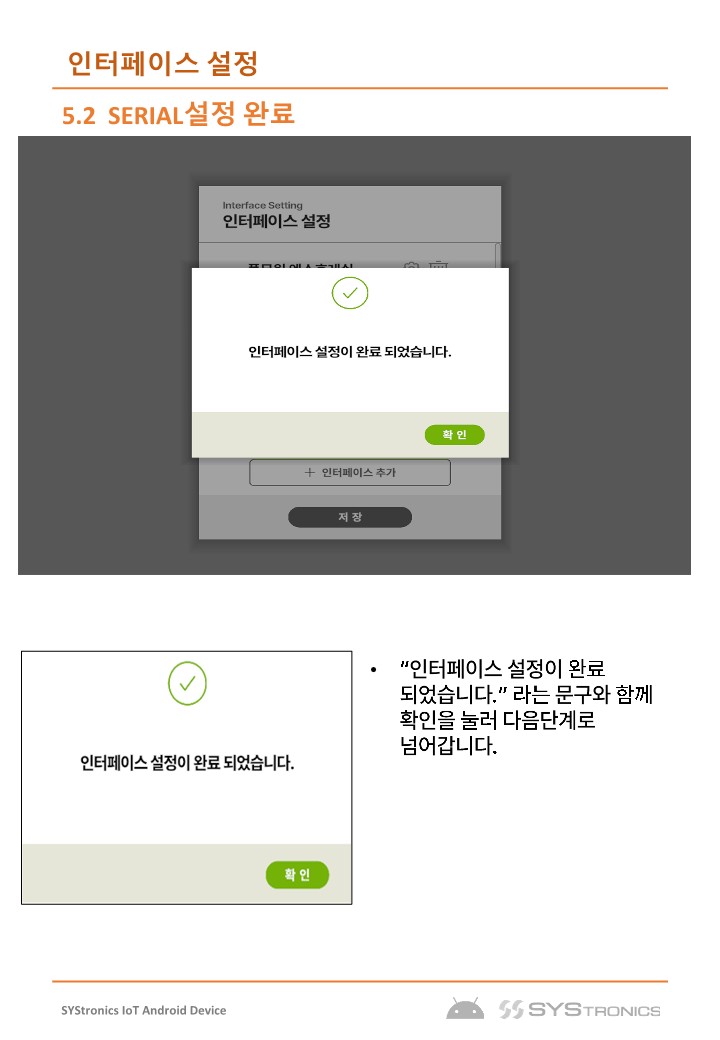 인터페이스 설정
5.2 SERIAL설정 완료
Interface Setting
인터페이스 설정
인터페이스 설정이 완료 되었습니다.
확 인
+ 인터페이스 추가
저 장
인터페이스 설정이 완료 되었습니다.
확 인
• “인터페이스 설정이 완료
되었습니다.” 라는 문구와 함께
확인을 눌러 다음단계로
넘어갑니다.
SYStronics IoT Android Device
SYSTRONICS